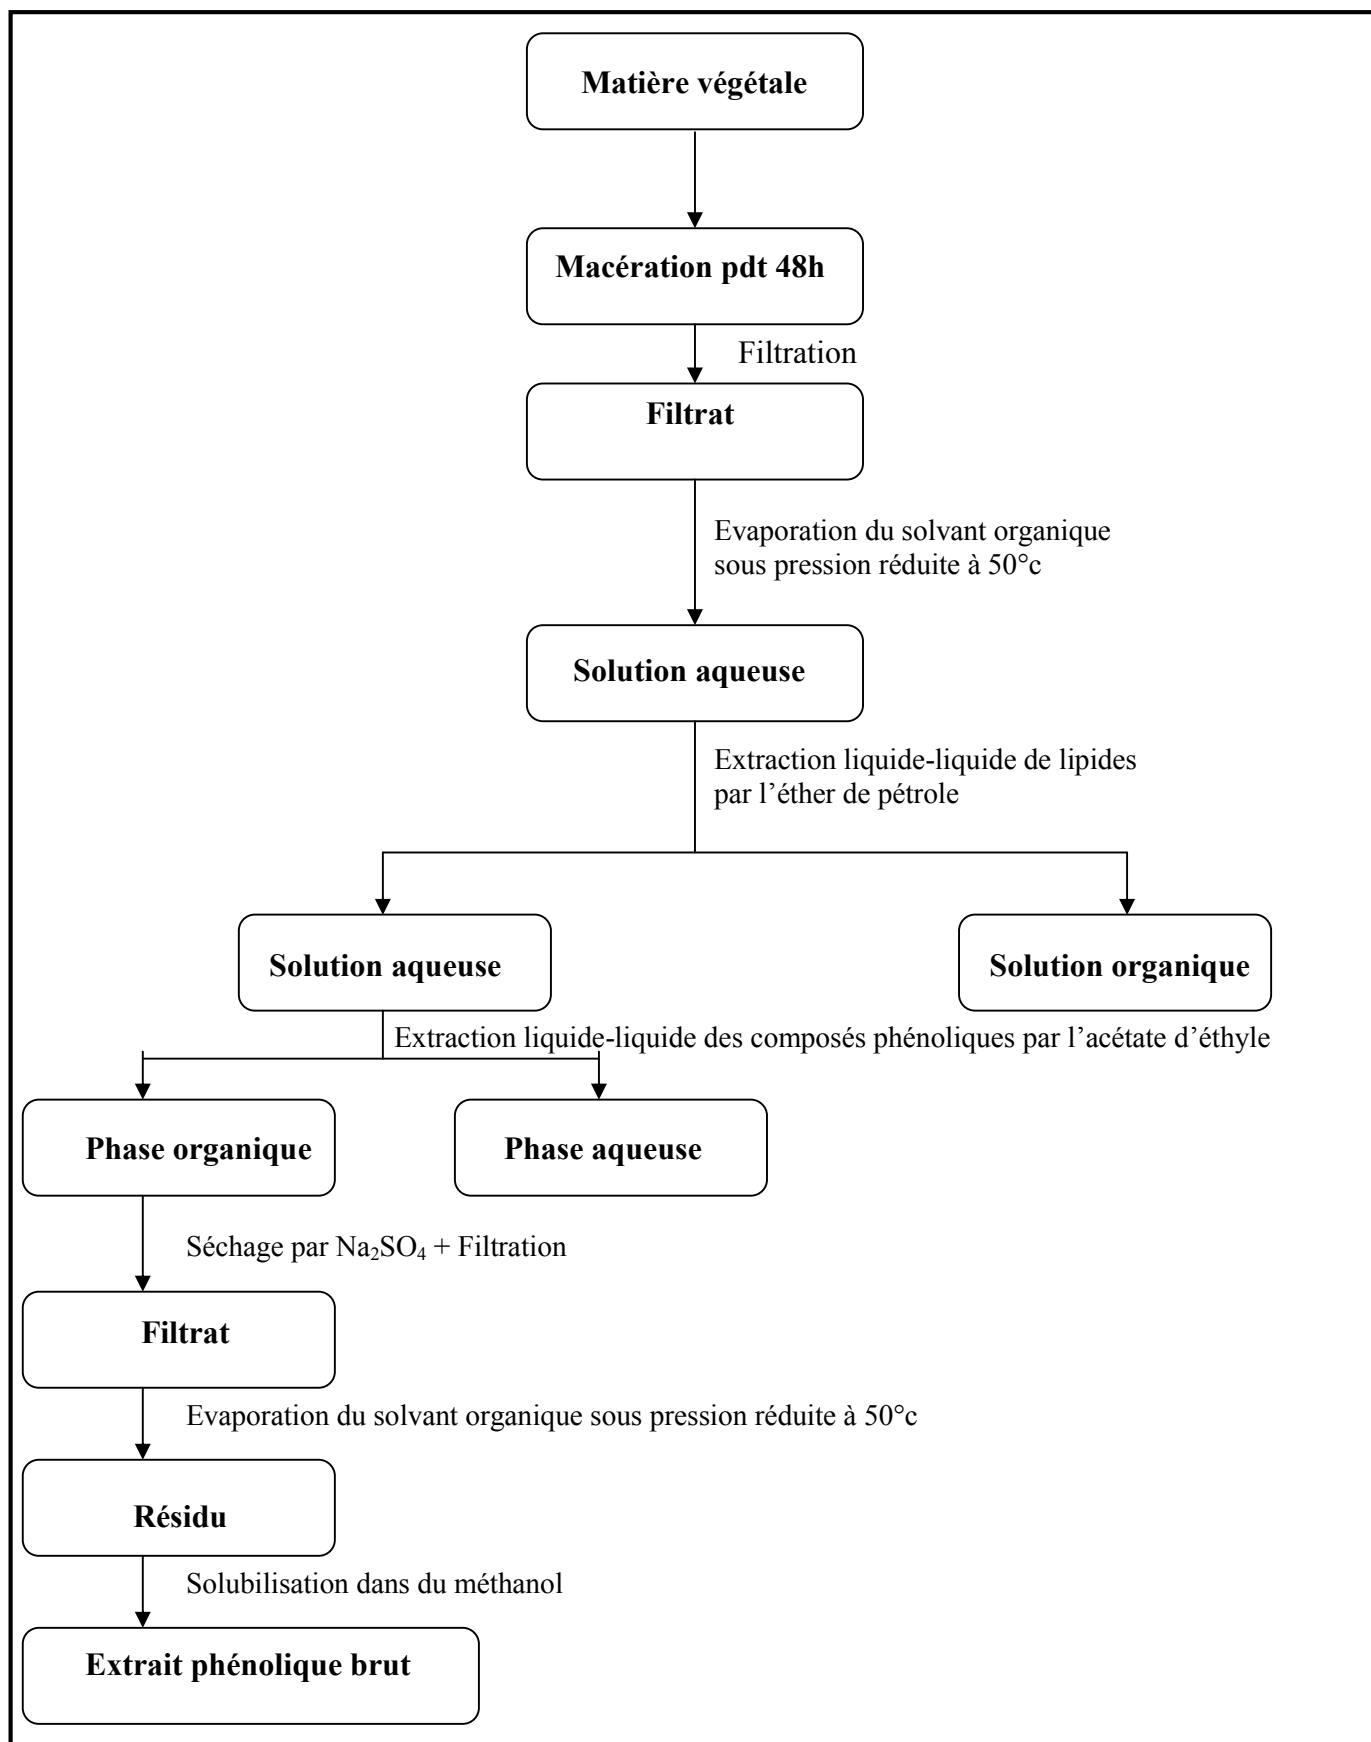 Matière végétale
Macération pdt 48h
Filtration
Filtrat
Evaporation du solvant organique
sous pression réduite à 50°c
Solution aqueuse
Extraction liquide-liquide de lipides
par l’éther de pétrole
Solution aqueuse
Solution organique
Extraction liquide-liquide des composés phénoliques par l’acétate d’éthyle
Phase organique
Phase aqueuse
Séchage par Na₂SO₄ + Filtration
Filtrat
Evaporation du solvant organique sous pression réduite à 50°c
Résidu
Solubilisation dans du méthanol
Extrait phénolique brut